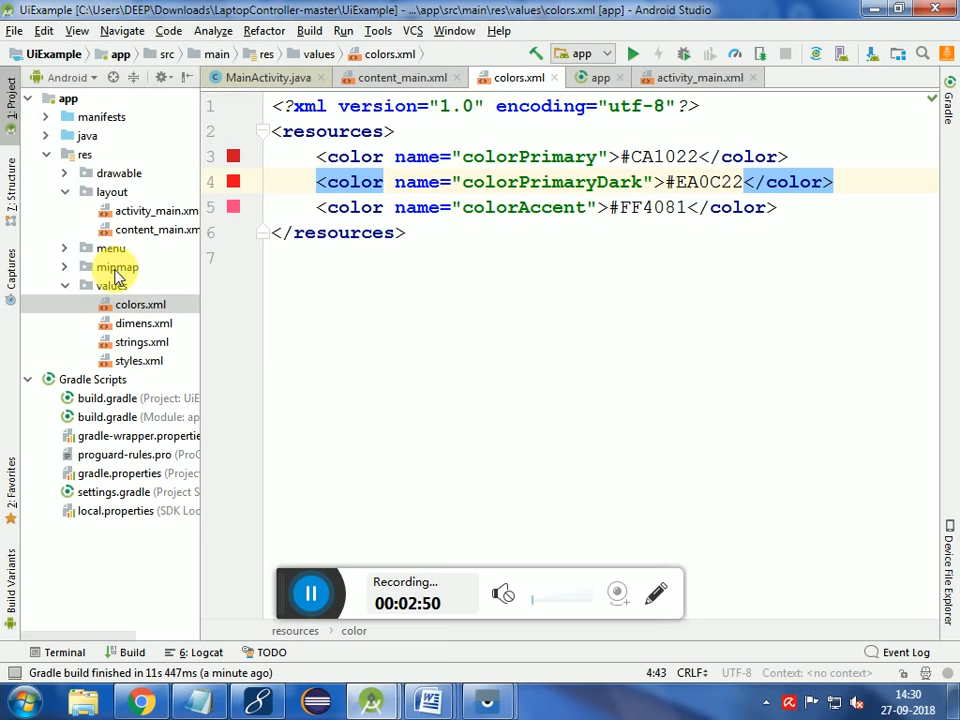 UiExample [C:\Users\DEEP\Downloads\LaptopController-master\UiExample] - ...\app\src\main\res\values\colors.xml [app] - Android Studio
File Edit View Navigate Code Analyze Refactor Build Run Tools VCS Window Help
UiExample app src main res values colors.xml app
1: Project
Android
MainActivity.java content_main.xml colors.xml app activity_main.xml
Gradle
app
manifests
java
res
drawable
layout
activity_main.xm
content_main.xm
menu
mipmap
values
colors.xml
dimens.xml
strings.xml
styles.xml
Gradle Scripts
build.gradle (Project: UiE
build.gradle (Module: ap
gradle-wrapper.propertie
proguard-rules.pro (ProG
gradle.properties (Project
settings.gradle (Project S
local.properties (SDK Loc
Z: Structure
Captures
2: Favorites
Build Variants
1 <?xml version="1.0" encoding="utf-8"?>
2 <resources>
3 <color name="colorPrimary">#CA1022</color>
4 <color name="colorPrimaryDark">#EA0C22</color>
5 <color name="colorAccent">#FF4081</color>
6 </resources>
7
Device File Explorer
Recording...
00:02:50
resources color
Terminal Build 6: Logcat TODO Event Log
Gradle build finished in 11s 447ms (a minute ago) 4:43 CRLF UTF-8 Context: <no context>
14:30
27-09-2018